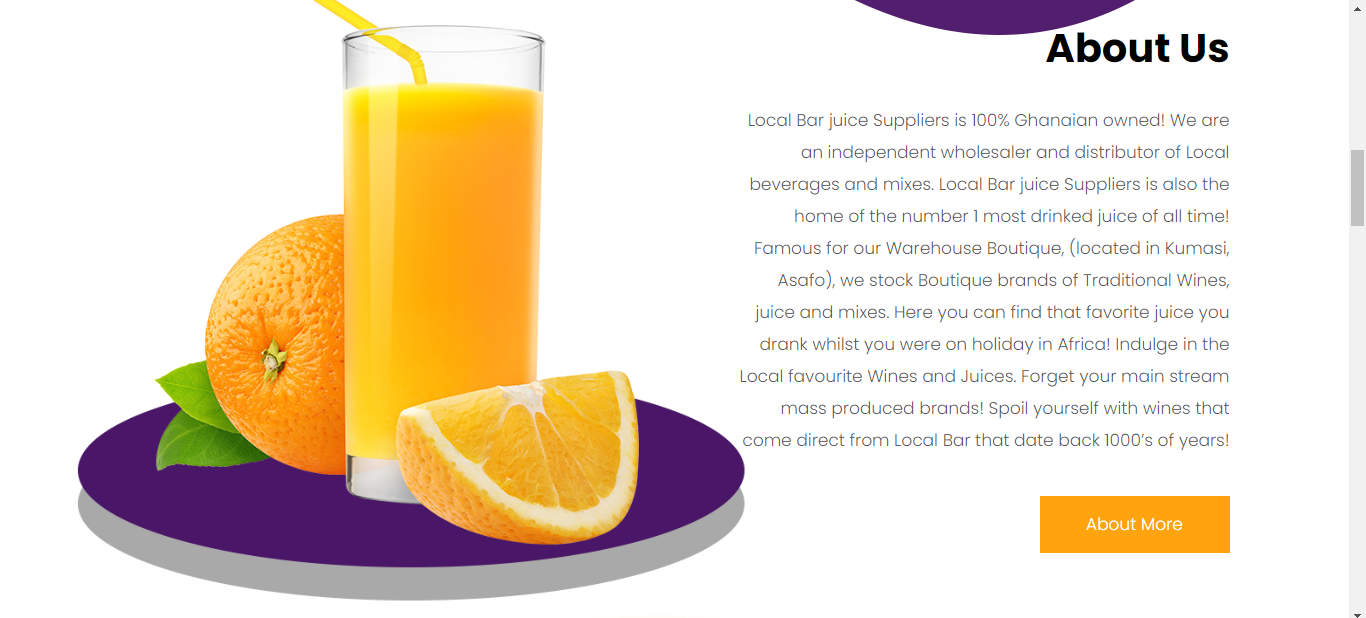 About Us
Local Bar juice Suppliers is 100% Ghanaian owned! We are
an independent wholesaler and distributor of Local
beverages and mixes. Local Bar juice Suppliers is also the
home of the number 1 most drinked juice of all time!
Famous for our Warehouse Boutique, (located in Kumasi,
Asafo), we stock Boutique brands of Traditional Wines,
juice and mixes. Here you can find that favorite juice you
drank whilst you were on holiday in Africa! Indulge in the
Local favourite Wines and Juices. Forget your main stream
mass produced brands! Spoil yourself with wines that
come direct from Local Bar that date back 1000’s of years!
About More